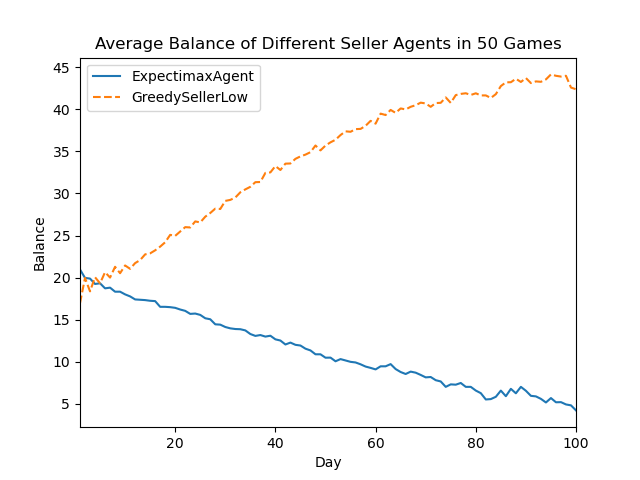 Average Balance of Different Seller Agents in 50 Games
ExpectimaxAgent
GreedySellerLow
45
40
35
30
25
20
15
10
5
Balance
20
40
60
80
100
Day